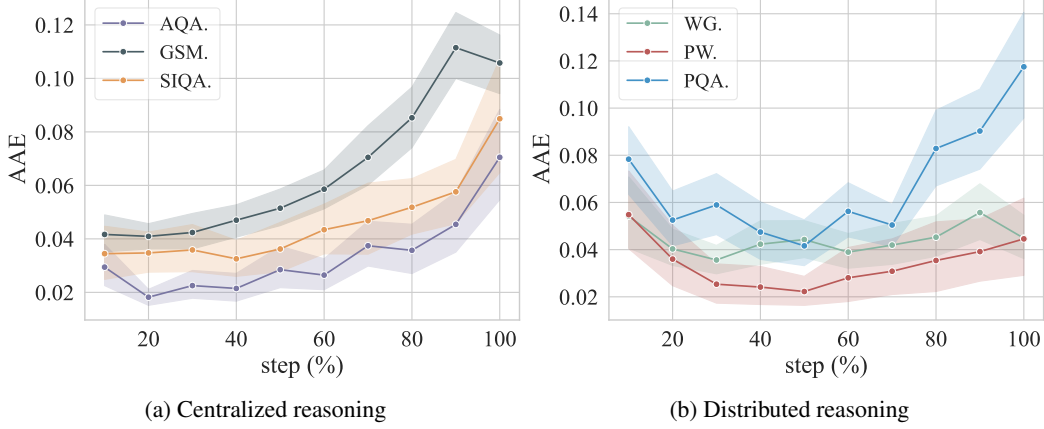 AQA.
GSM.
SIQA.
0.12
0.10
0.08
0.06
0.04
0.02
AAE
20 40 60 80 100
step (%)
(a) Centralized reasoning
WG.
PW.
PQA.
0.14
0.12
0.10
0.08
0.06
0.04
0.02
AAE
20 40 60 80 100
step (%)
(b) Distributed reasoning